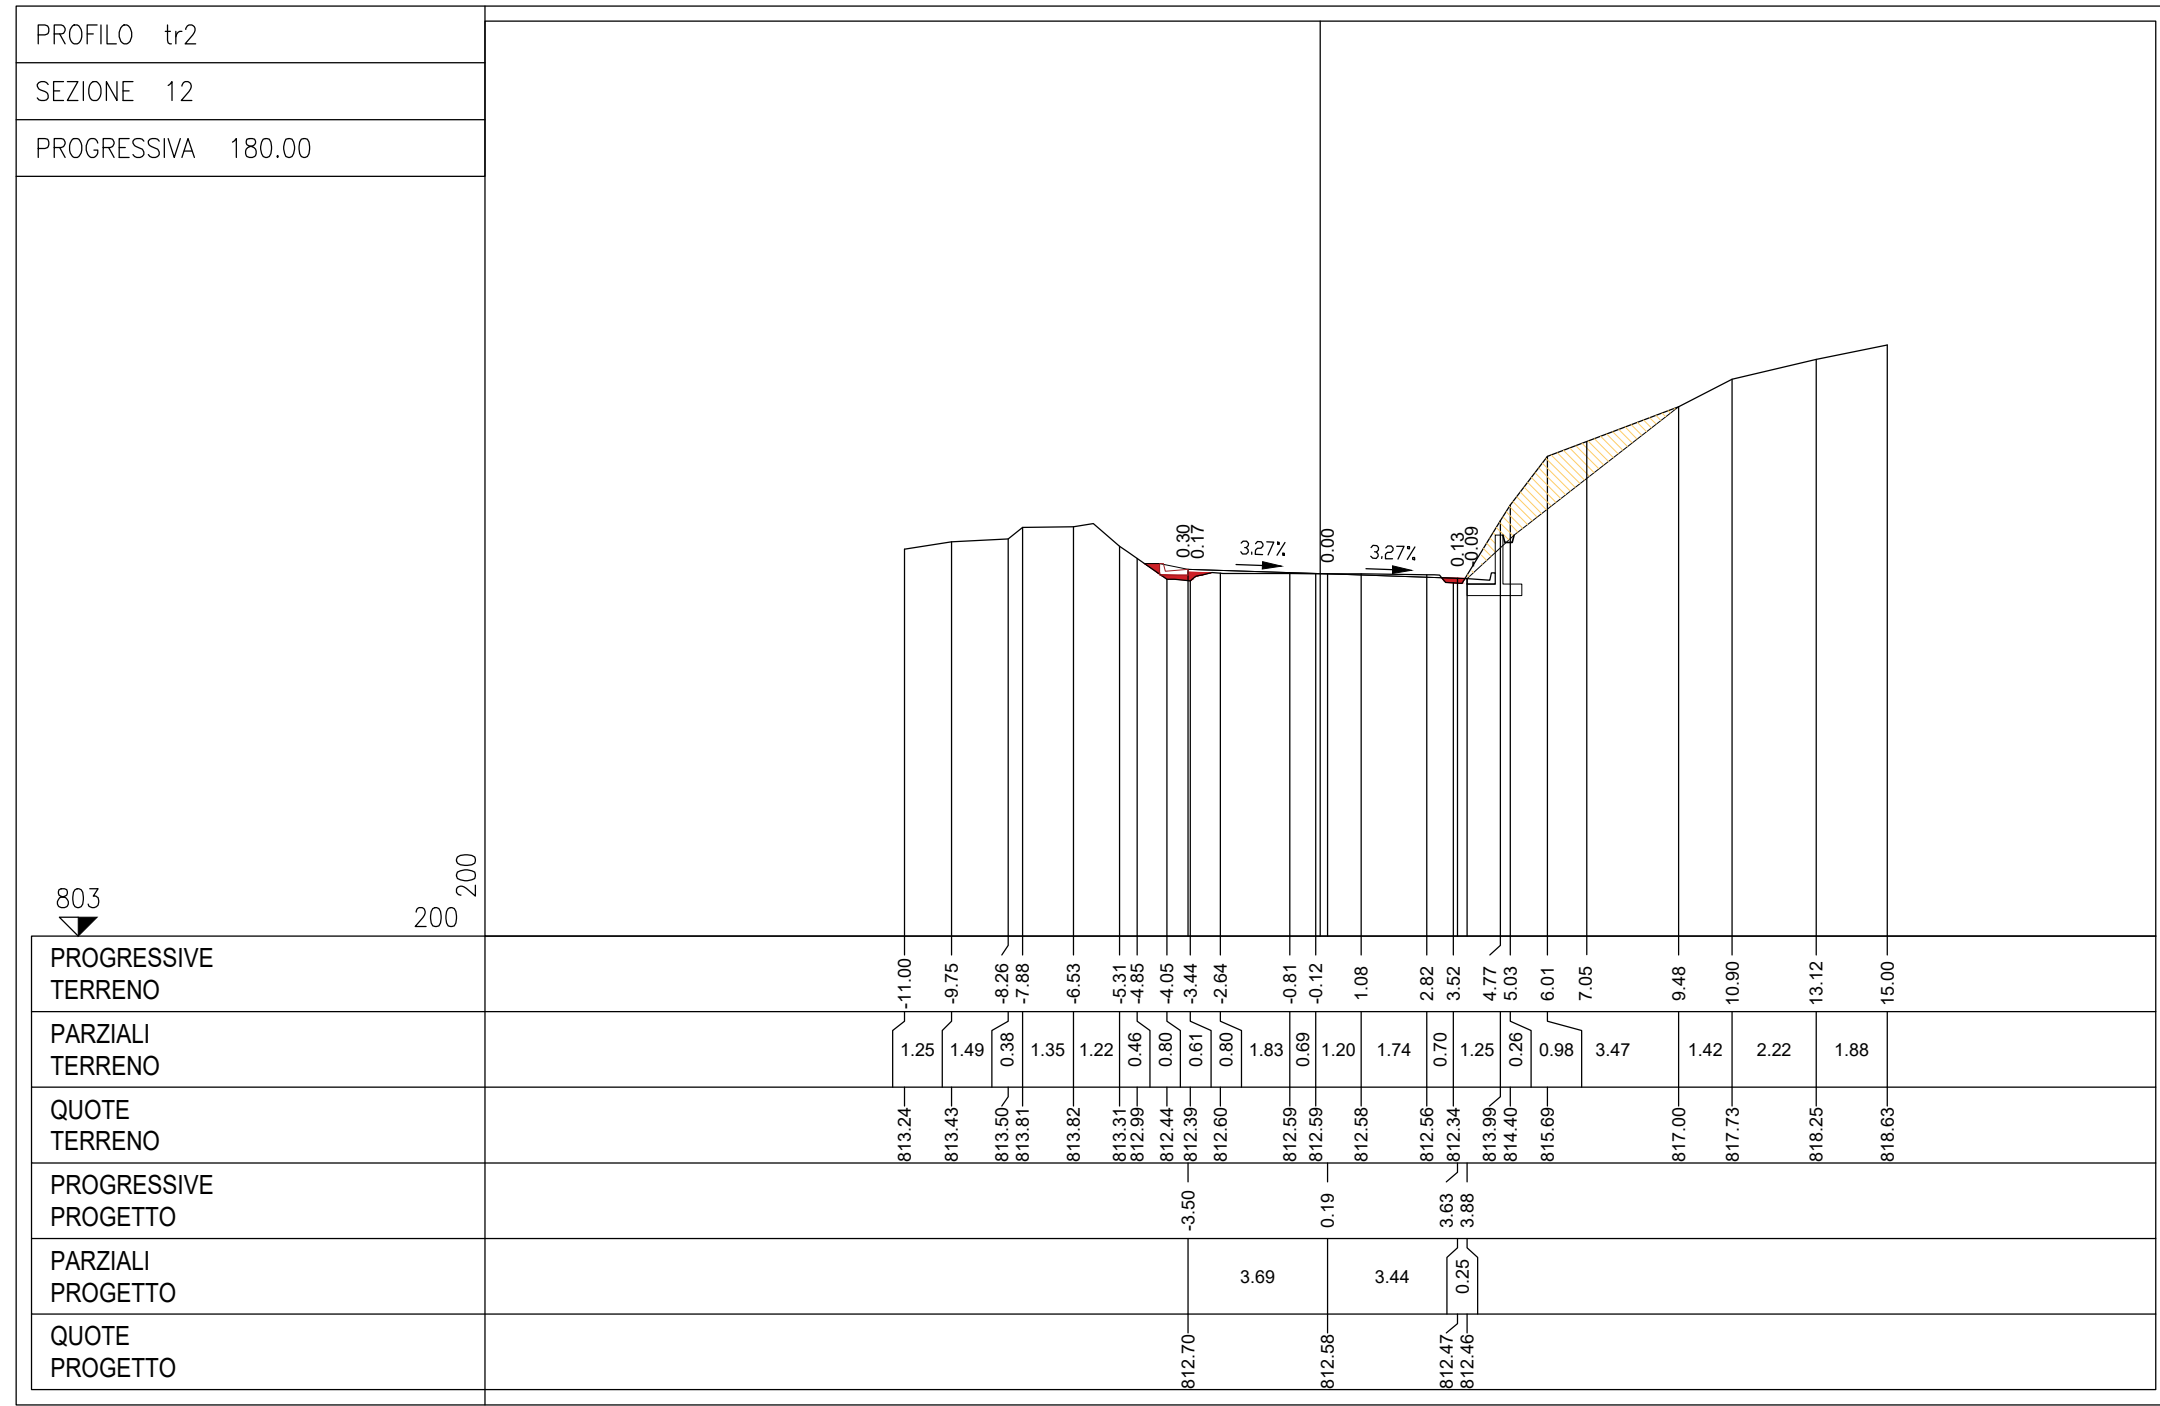 PROFILO tr2
SEZIONE 12
PROGRESSIVA 180.00
0.30
0.17
3.27%
0.00
3.27%
0.13
-0.09
803
200
200
PROGRESSIVE
TERRENO
-11.00 -9.75 -8.26 -7.88 -6.53 -5.31 -4.85 -4.05 -3.44 -2.64 -0.81 -0.12 1.08 2.82 3.52 4.77 5.03 6.01 7.05 9.48 10.90 13.12 15.00
PARZIALI
TERRENO
1.25 1.49 0.38 1.35 1.22 0.46 0.80 0.61 0.80 1.83 0.69 1.20 1.74 0.70 1.25 0.26 0.98 3.47 1.42 2.22 1.88
QUOTE
TERRENO
813.24 813.43 813.50 813.81 813.82 813.31 812.99 812.44 812.39 812.60 812.59 812.59 812.58 812.56 812.34 813.99 814.40 815.69 817.00 817.73 818.25 818.63
PROGRESSIVE
PROGETTO
-3.50 0.19 3.63 3.88
PARZIALI
PROGETTO
3.69 3.44 0.25
QUOTE
PROGETTO
812.70 812.58 812.47 812.46